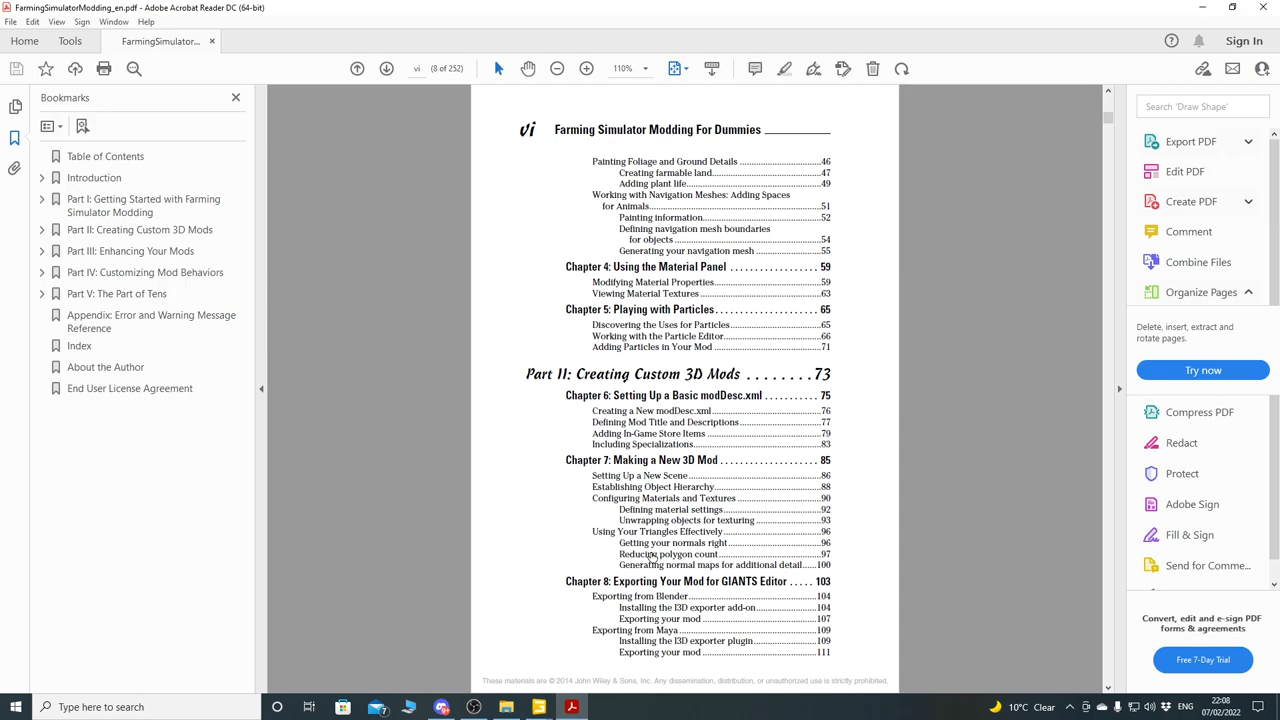 FarmingSimulatorModding_en.pdf - Adobe Acrobat Reader DC (64-bit)
File Edit View Sign Window Help
Home Tools FarmingSimulator... × Sign In
vi (8 of 252) 110%
Bookmarks
Table of Contents
Introduction
Part I: Getting Started with Farming
Simulator Modding
Part II: Creating Custom 3D Mods
Part III: Enhancing Your Mods
Part IV: Customizing Mod Behaviors
Part V: The Part of Tens
Appendix: Error and Warning Message
Reference
Index
About the Author
End User License Agreement
vi Farming Simulator Modding For Dummies
Painting Foliage and Ground Details ..............................46
Creating farmable land..................................................47
Adding plant life..................................................49
Working with Navigation Meshes: Adding Spaces
for Animals..................................................51
Painting information..................................................52
Defining navigation mesh boundaries
for objects ..................................................54
Generating your navigation mesh .........................55
Chapter 4: Using the Material Panel . . . . . . . . . . . . . . . . . 59
Modifying Material Properties......................................59
Viewing Material Textures ...........................................63
Chapter 5: Playing with Particles. . . . . . . . . . . . . . . . . . . . 65
Discovering the Uses for Particles................................65
Working with the Particle Editor..................................66
Adding Particles in Your Mod ......................................71
Part II: Creating Custom 3D Mods . . . . . . . . 73
Chapter 6: Setting Up a Basic modDesc.xml . . . . . . . . . . . 75
Creating a New modDesc.xml......................................76
Defining Mod Title and Descriptions............................77
Adding In-Game Store Items .......................................79
Including Specializations.............................................83
Chapter 7: Making a New 3D Mod . . . . . . . . . . . . . . . . . . . . 85
Setting Up a New Scene...............................................86
Establishing Object Hierarchy......................................88
Configuring Materials and Textures .............................90
Defining material settings......................................92
Unwrapping objects for texturing ...........................93
Using Your Triangles Effectively..................................96
Getting your normals right.....................................96
Reducing polygon count........................................97
Generating normal maps for additional detail.....100
Chapter 8: Exporting Your Mod for GIANTS Editor . . . . . 103
Exporting from Blender..............................................104
Installing the I3D exporter add-on........................104
Exporting your mod .............................................107
Exporting from Maya.................................................109
Installing the I3D exporter plugin.........................109
Exporting your mod .............................................111
These materials are © 2014 John Wiley & Sons, Inc. Any dissemination, distribution, or unauthorized use is strictly prohibited.
Search 'Draw Shape'
Export PDF
Edit PDF
Create PDF
Comment
Combine Files
Organize Pages
Delete, insert, extract and
rotate pages.
Try now
Compress PDF
Redact
Protect
Adobe Sign
Fill & Sign
Send for Comme...
Convert, edit and e-sign PDF
forms & agreements
Free 7-Day Trial
Type here to search
10°C Clear
22:08
07/02/2022